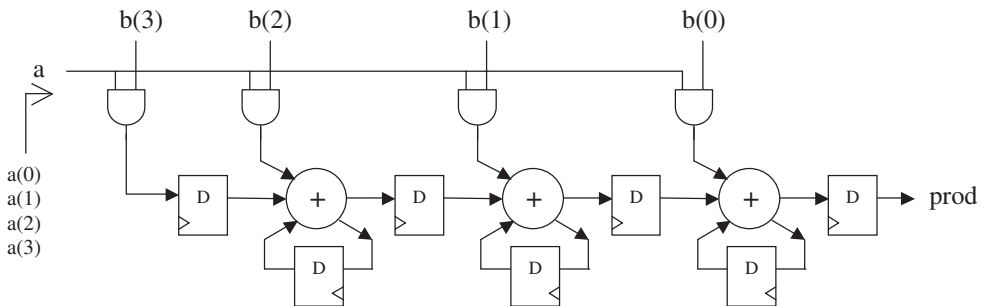 b(3) b(2) b(1) b(0)
a
a(0)
a(1)
a(2)
a(3)
D + D + D + D prod
D D D